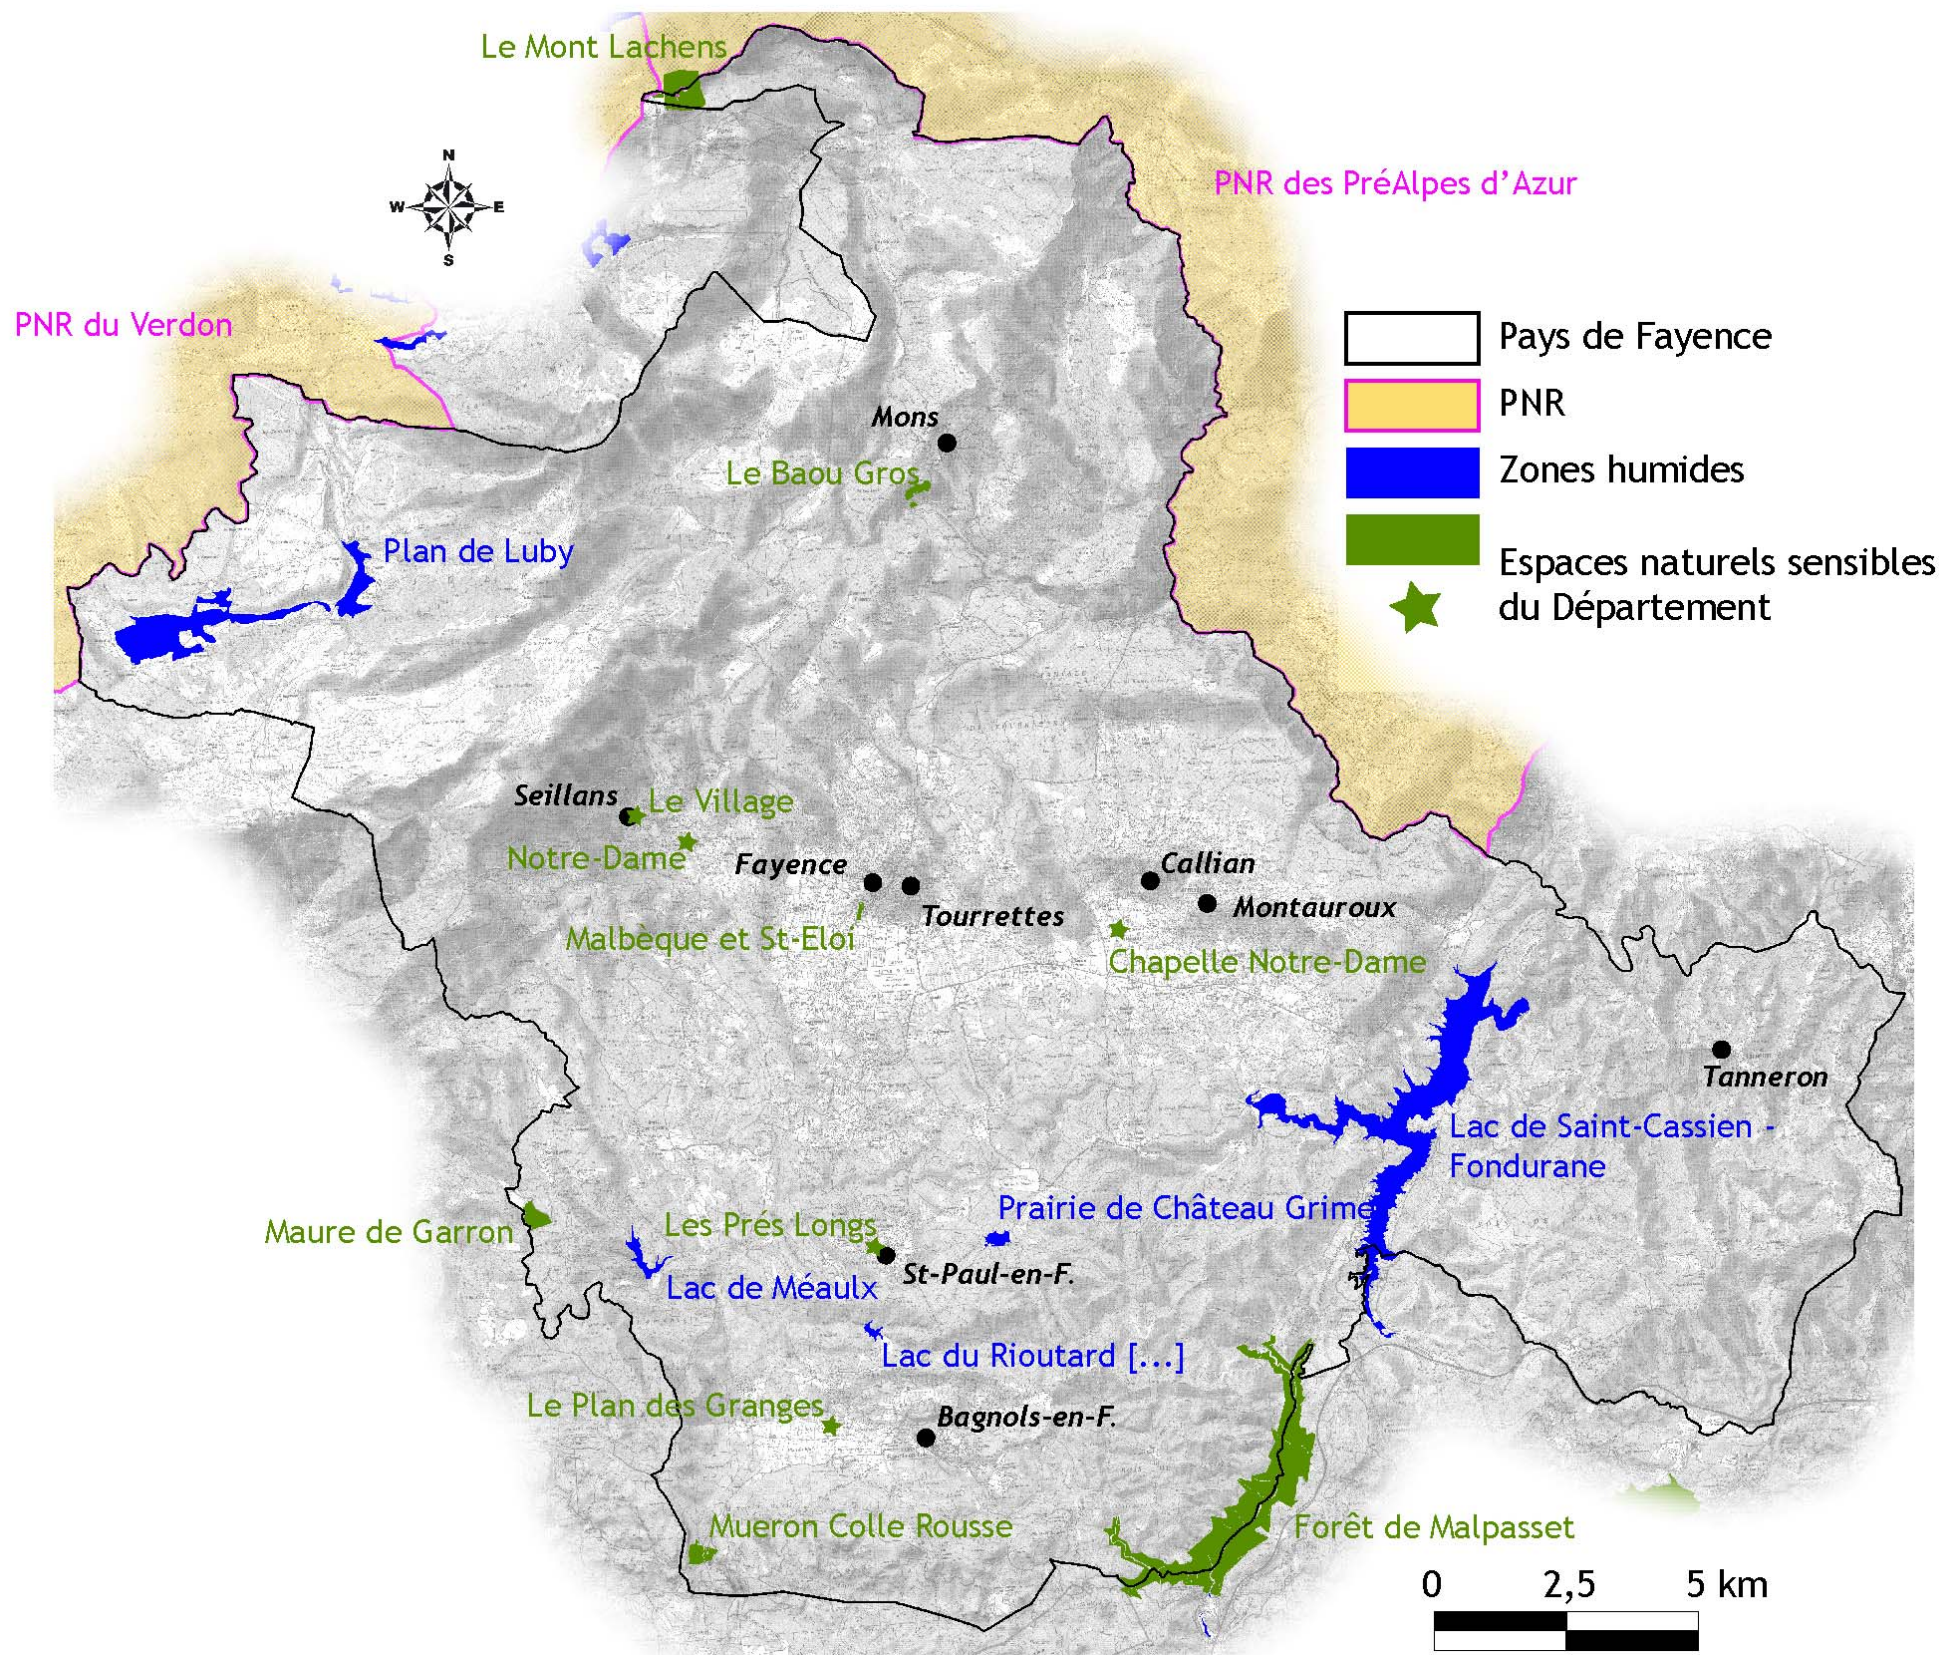 Le Mont Lachens
N
W
E
S
PNR des PréAlpes d'Azur
PNR du Verdon
Pays de Fayence
PNR
Zones humides
Espaces naturels sensibles
du Département
Mons
Le Baou Gros
Plan de Luby
Seillans
Le Village
Notre-Dame
Fayence
Tourrettes
Callian
Montauroux
Malbèque et St-Eloi
Chapelle Notre-Dame
Tanneron
Lac de Saint-Cassien -
Fondurane
Prairie de Château Grime
Maure de Garron
Les Prés Longs
St-Paul-en-F.
Lac de Méaulx
Lac du Rioutard [...]
Le Plan des Granges
Bagnols-en-F.
Mueron Colle Rousse
Forêt de Malpasset
0 2,5 5 km